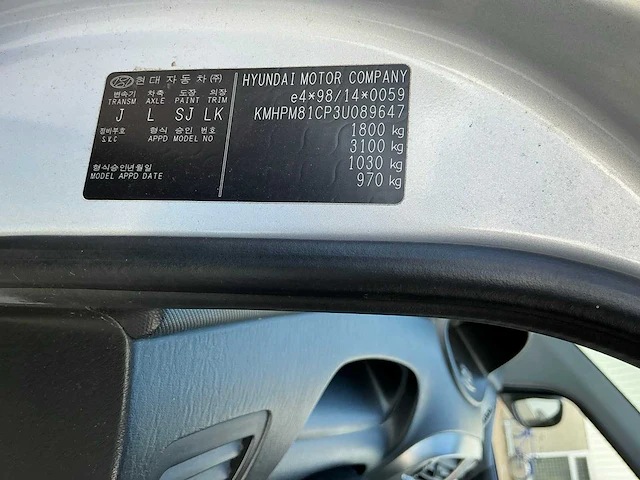 현대자동차㈜
변속기 차축 도장 외장
TRANSM AXLE PAINT TRIM
J L SJ LK
정비부호 형식 승인 번호
S.V.C APPD MODEL NO
형식승인년월일
MODEL APPD DATE
HYUNDAI MOTOR COMPANY
e4*98/14*0059
KMHPM81CP3U089647
1800 kg
3100 kg
1030 kg
970 kg